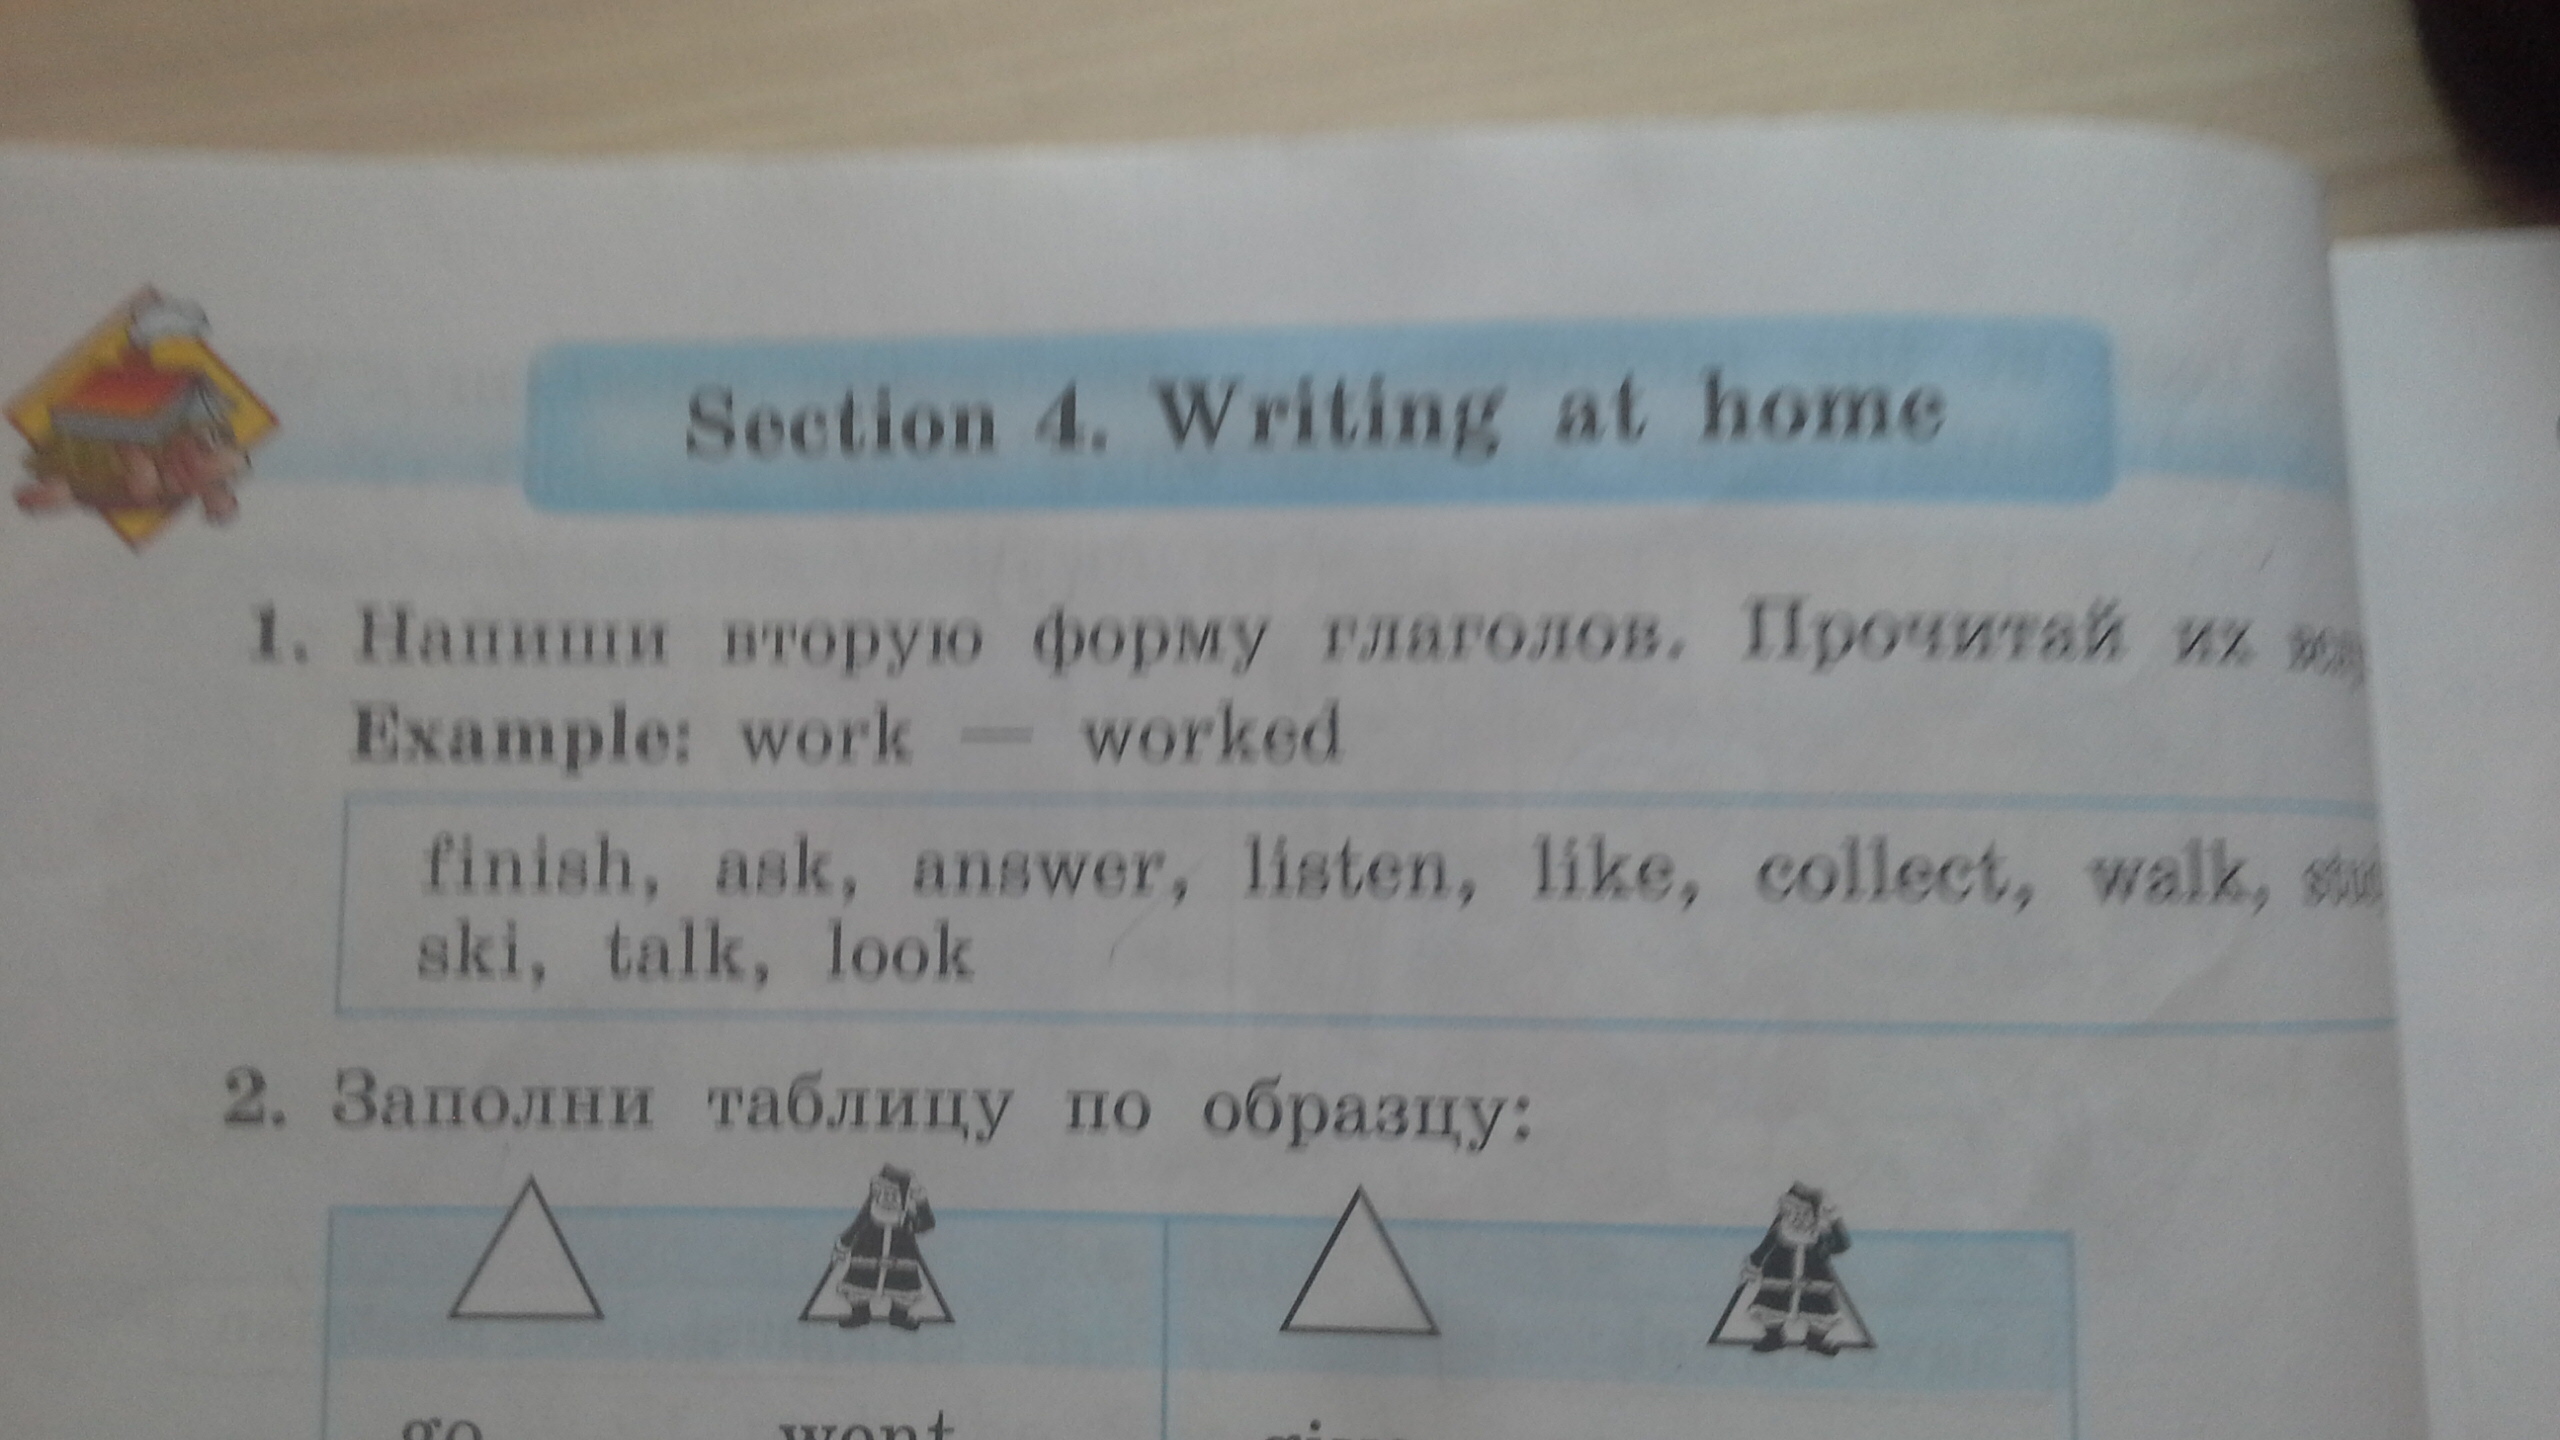 Section 4. Writing at home
1. Напиши вторую форму глаголов. Прочитай их
Example: work — worked
finish, ask, answer, listen, like, collect, walk,
ski, talk, look
2. Заполни таблицу по образцу:
go went